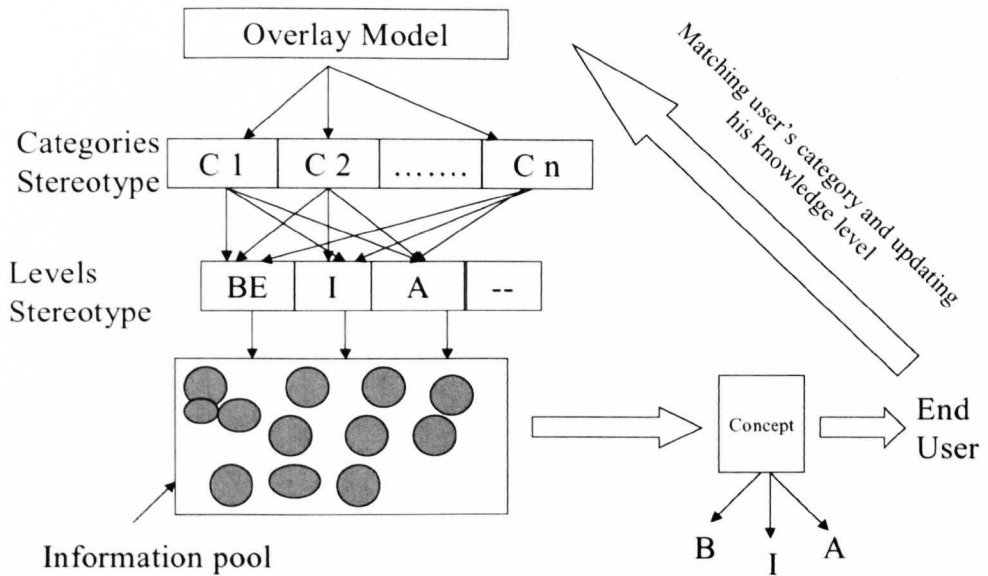 Overlay Model
Matching user's category and updating
his knowledge level
Categories
Stereotype
C 1
C 2
.......
C n
Levels
Stereotype
BE
I
A
--
Concept
End
User
B
I
A
Information pool